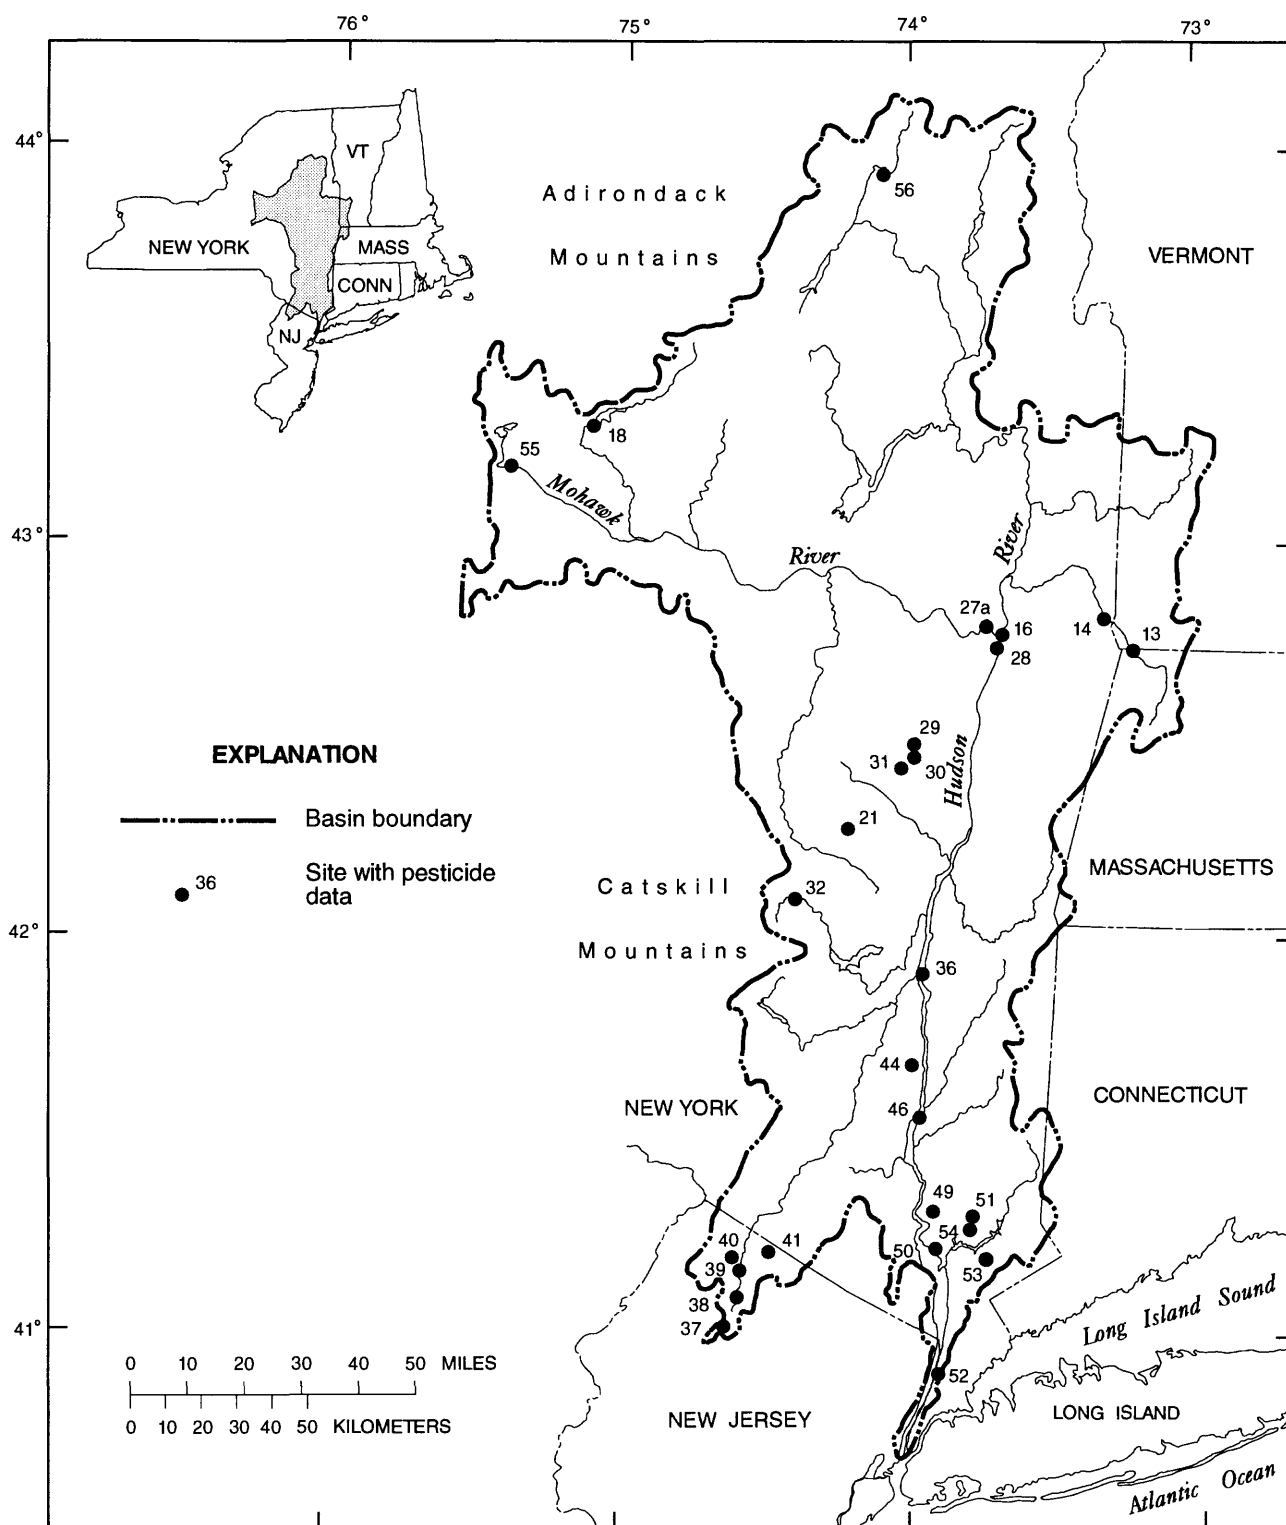 76°
75°
74°
73°
44°
43°
42°
41°
VT
NEW YORK
MASS
CONN
NJ
Adirondack
Mountains
VERMONT
56
18
55
Mohawk
River
River
27a
16
28
14
13
29
30
31
21
Hudson
EXPLANATION
Basin boundary
36
Site with pesticide
data
Catskill
Mountains
32
MASSACHUSETTS
36
44
46
NEW YORK
CONNECTICUT
49
51
54
50
53
40
41
39
38
37
52
Long Island Sound
LONG ISLAND
Atlantic Ocean
NEW JERSEY
0 10 20 30 40 50 MILES
0 10 20 30 40 50 KILOMETERS